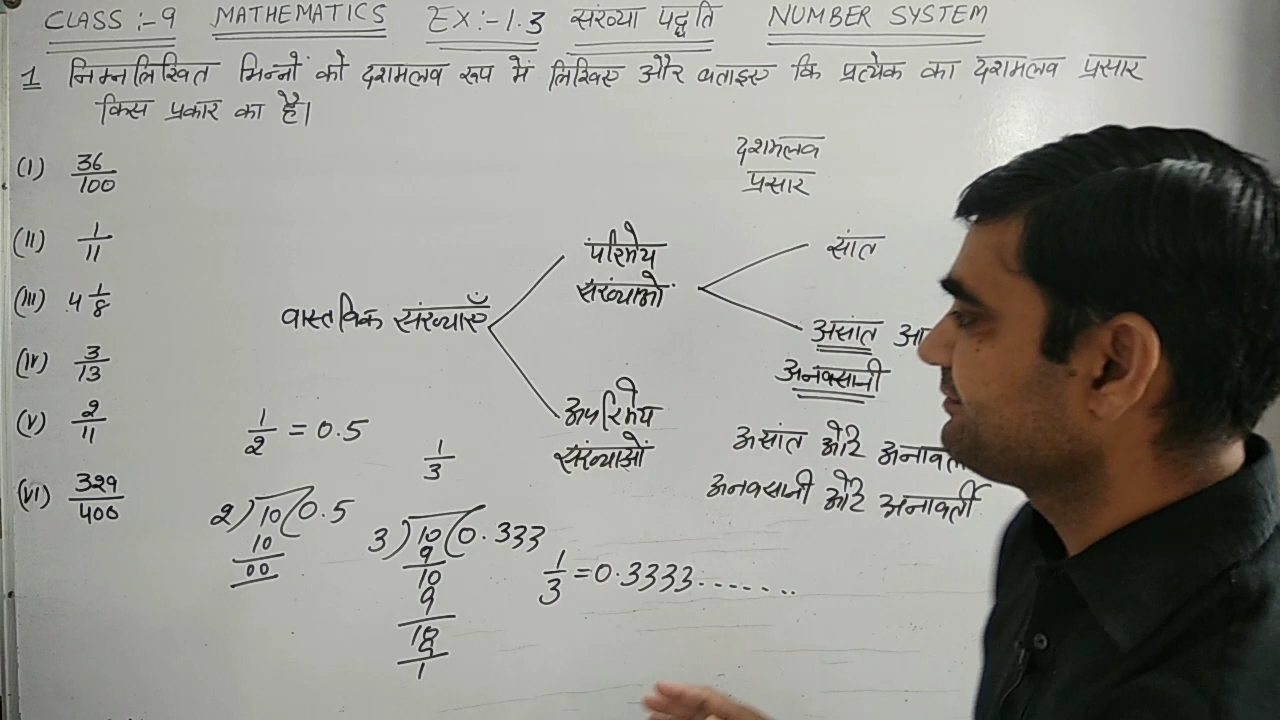 CLASS :- 9 MATHEMATICS EX:-1.3 संख्या पद्धति NUMBER SYSTEM
1 निम्नलिखित भिन्नों को दशमलव रूप में लिखिए और बताइए कि प्रत्येक का दशमलव प्रसार
किस प्रकार का है।
(I) 36/100
(II) 1/11
(III) 4 1/8
(IV) 3/13
(V) 2/11
(VI) 329/400
दशमलव
प्रसार
वास्तविक संख्याएँ
परिमेय
संख्याओं
सांत
असांत
अनवसानी
अपरिमेय
संख्याओं
असांत और
अनवसानी और अनावर्ती
1/2 = 0.5
2)10(0.5
10
00
1/3
3)10(0.333
9
10
9
10
9
1
1/3 = 0.3333.......